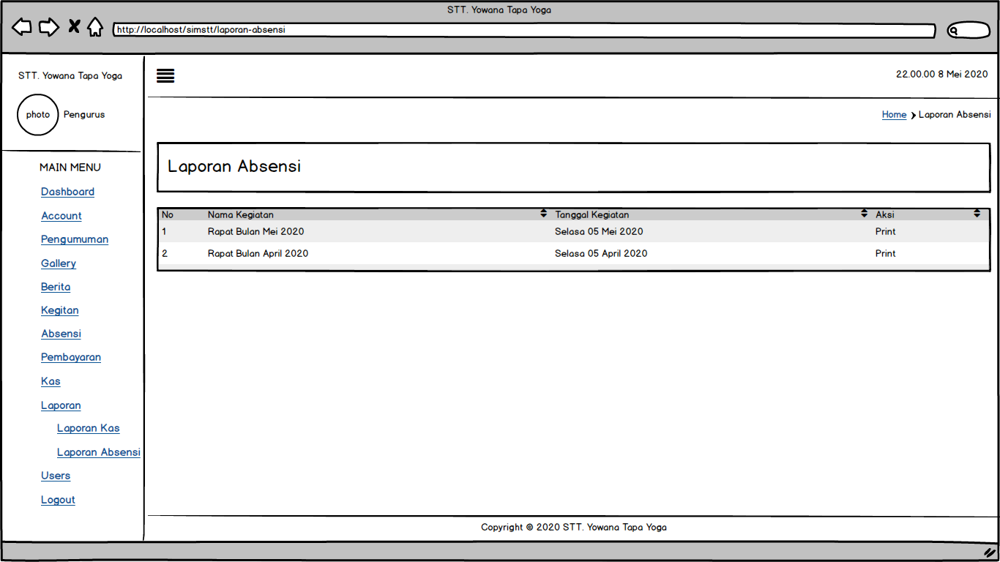 STT. Yowana Tapa Yoga
http://localhost/simstt/laporan-absensi
STT. Yowana Tapa Yoga
photo Pengurus
MAIN MENU
Dashboard
Account
Pengumuman
Gallery
Berita
Kegitan
Absensi
Pembayaran
Kas
Laporan
Laporan Kas
Laporan Absensi
Users
Logout
22.00.00 8 Mei 2020
Home Laporan Absensi
Laporan Absensi
No Nama Kegiatan Tanggal Kegiatan Aksi
1 Rapat Bulan Mei 2020 Selasa 05 Mei 2020 Print
2 Rapat Bulan April 2020 Selasa 05 April 2020 Print
Copyright © 2020 STT. Yowana Tapa Yoga